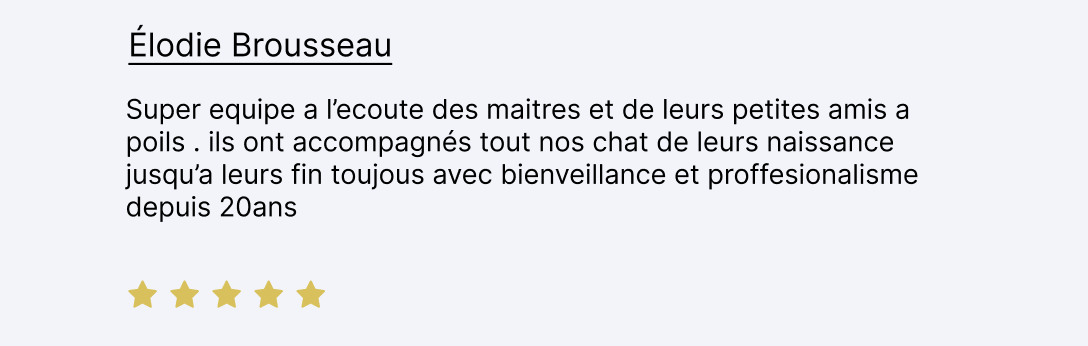 Élodie Brousseau
Super equipe a l’ecoute des maitres et de leurs petites amis a
poils . ils ont accompagnés tout nos chat de leurs naissance
jusqu’a leurs fin toujous avec bienveillance et proffesionalisme
depuis 20ans